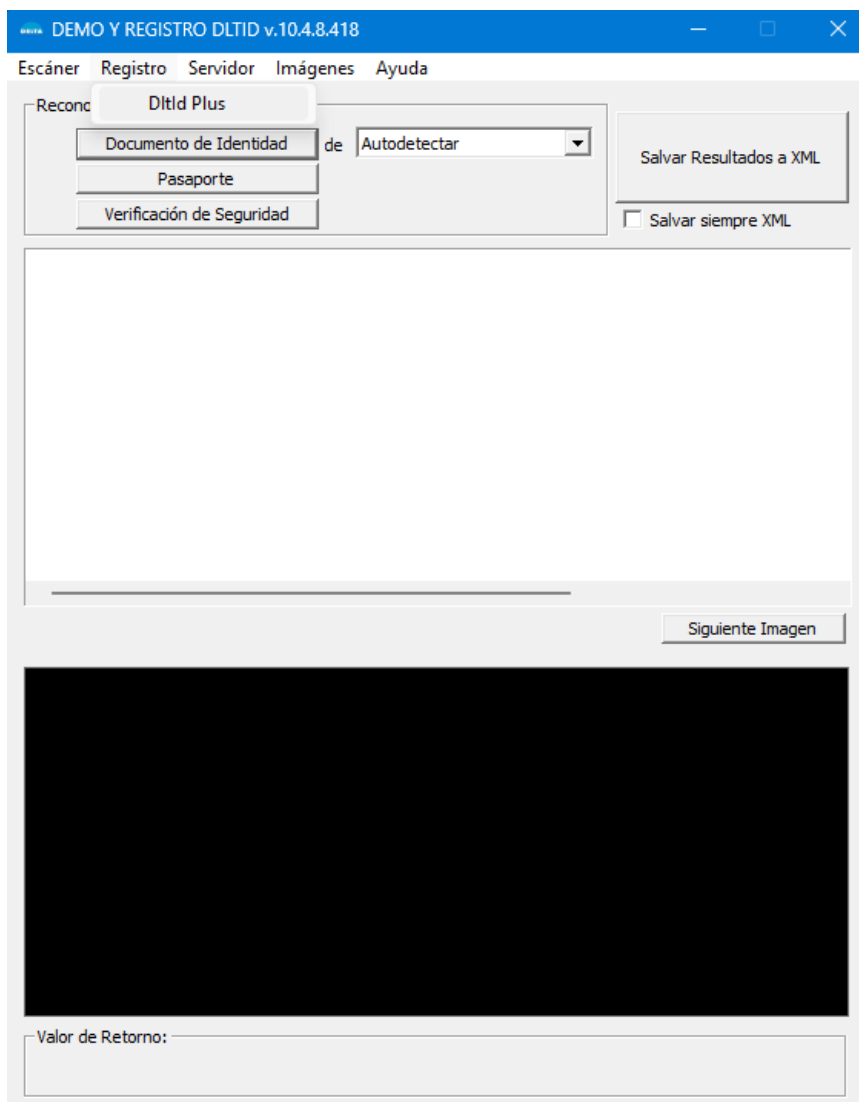 DELTA DEMO Y REGISTRO DLTID v.10.4.8.418
Escáner Registro Servidor Imágenes Ayuda
DltId Plus
Documento de Identidad de Autodetectar
Pasaporte
Verificación de Seguridad
Salvar Resultados a XML
Salvar siempre XML
Siguiente Imagen
Valor de Retorno: